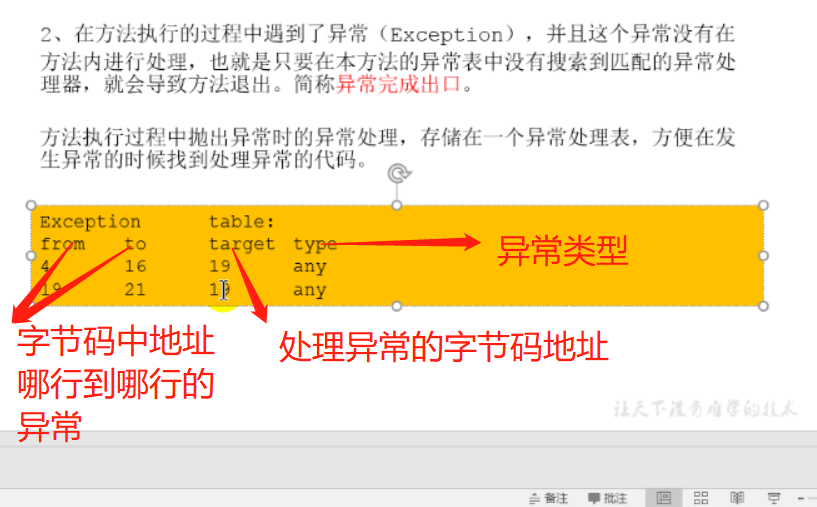 2、在方法执行的过程中遇到了异常（Exception），并且这个异常没有在
方法内进行处理，也就是只要在本方法的异常表中没有搜索到匹配的异常处
理器，就会导致方法退出。简称异常完成出口。
方法执行过程中抛出异常时的异常处理，存储在一个异常处理表，方便在发
生异常的时候找到处理异常的代码。
Exception table:
from to target type
4 16 19 any
19 21 19 any
异常类型
字节码中地址
哪行到哪行的
异常
处理异常的字节码地址
让天下没有难学的技术
备注 批注